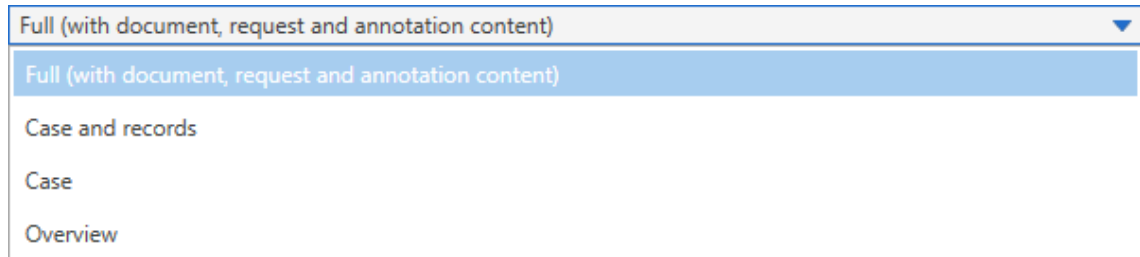 Full (with document, request and annotation content)
Full (with document, request and annotation content)
Case and records
Case
Overview